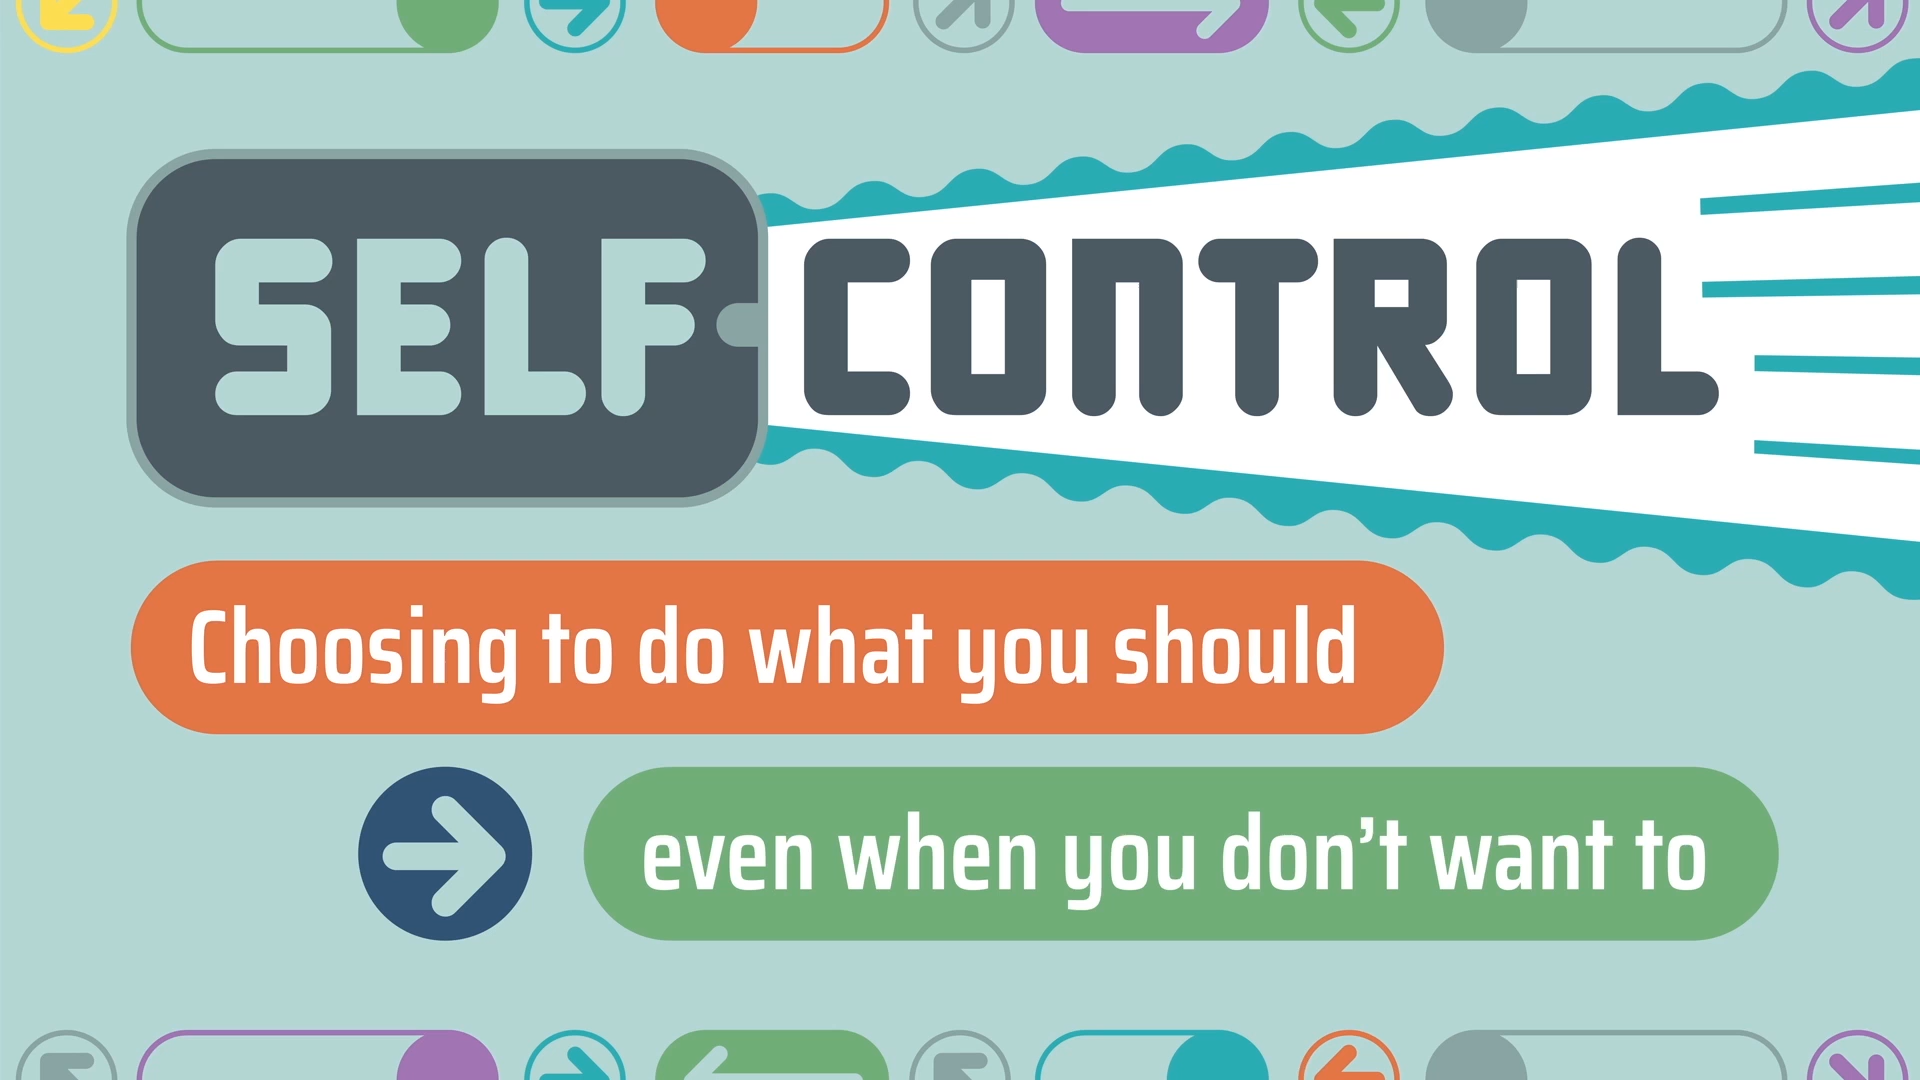 SELF CONTROL
Choosing to do what you should
even when you don’t want to